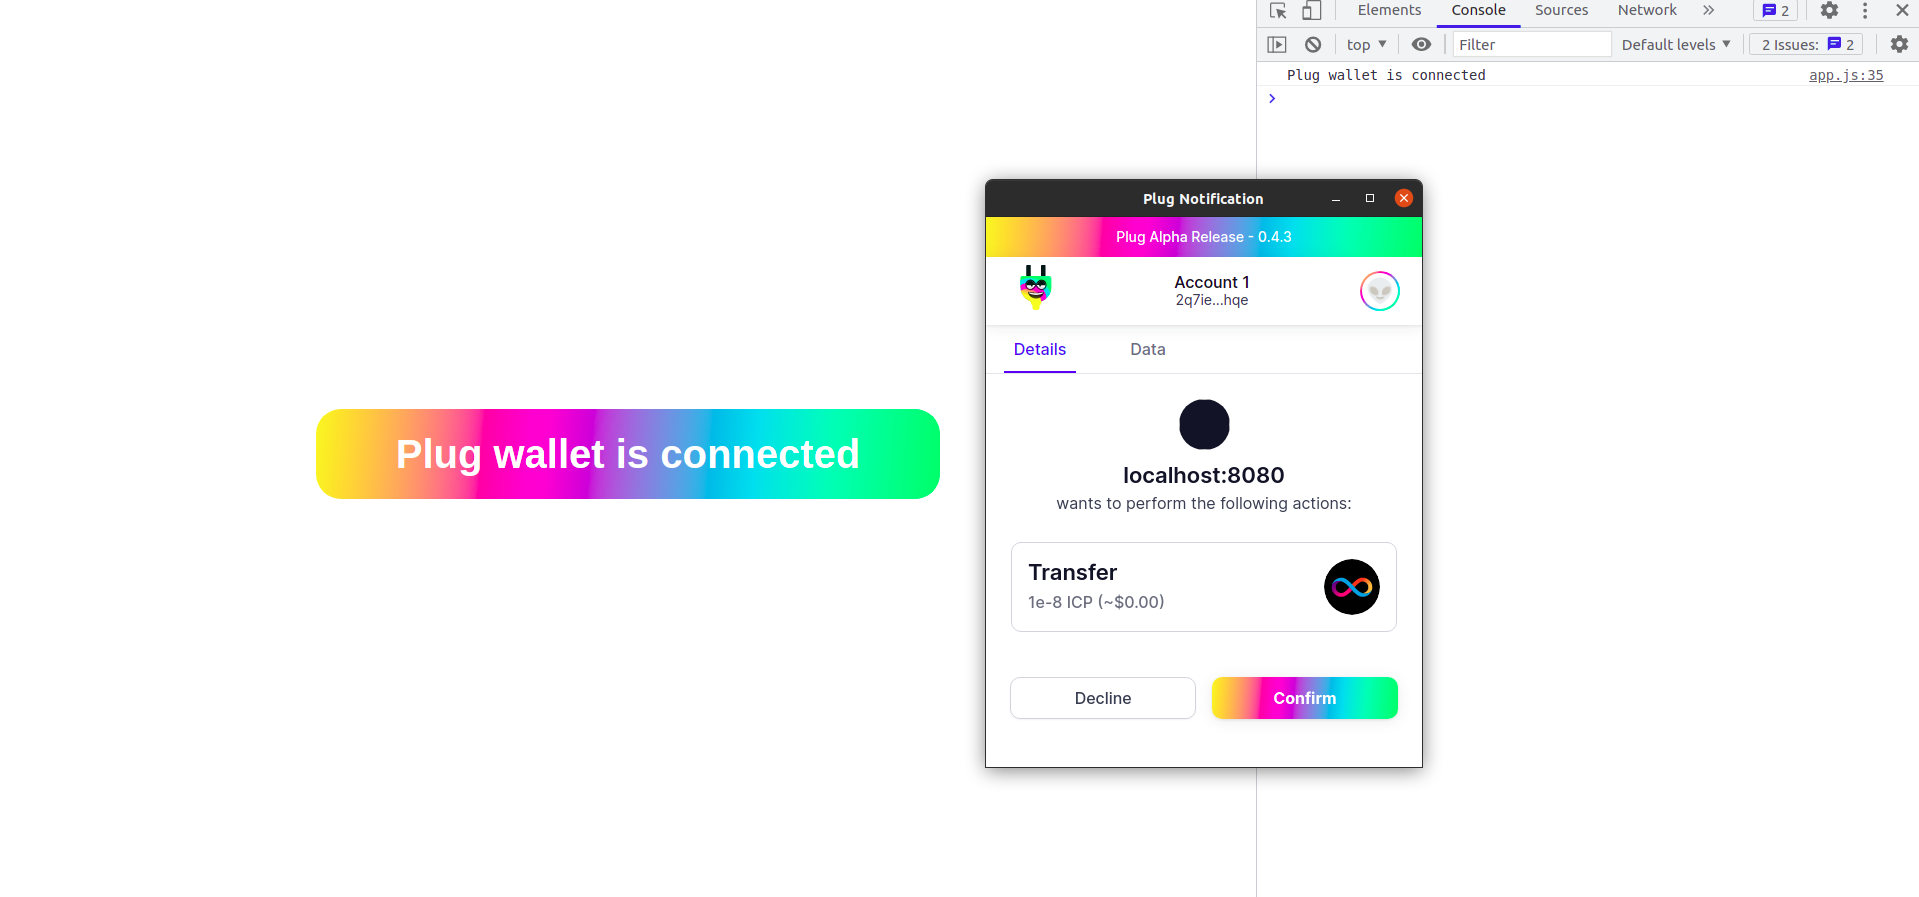 Elements
Console
Sources
Network
2
top
Filter
Default levels
2 Issues:
2
Plug wallet is connected
app.js:35
Plug wallet is connected
Plug Notification
Plug Alpha Release - 0.4.3
Account 1
2q7ie...hqe
Details
Data
localhost:8080
wants to perform the following actions:
Transfer
1e-8 ICP (~$0.00)
Decline
Confirm